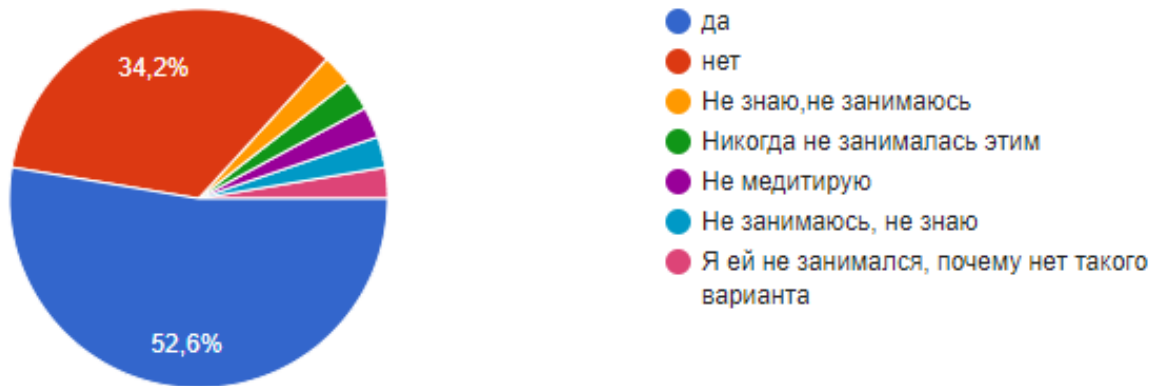 34,2%
52,6%
да
нет
Не знаю,не занимаюсь
Никогда не занималась этим
Не медитирую
Не занимаюсь, не знаю
Я ей не занимался, почему нет такого
варианта